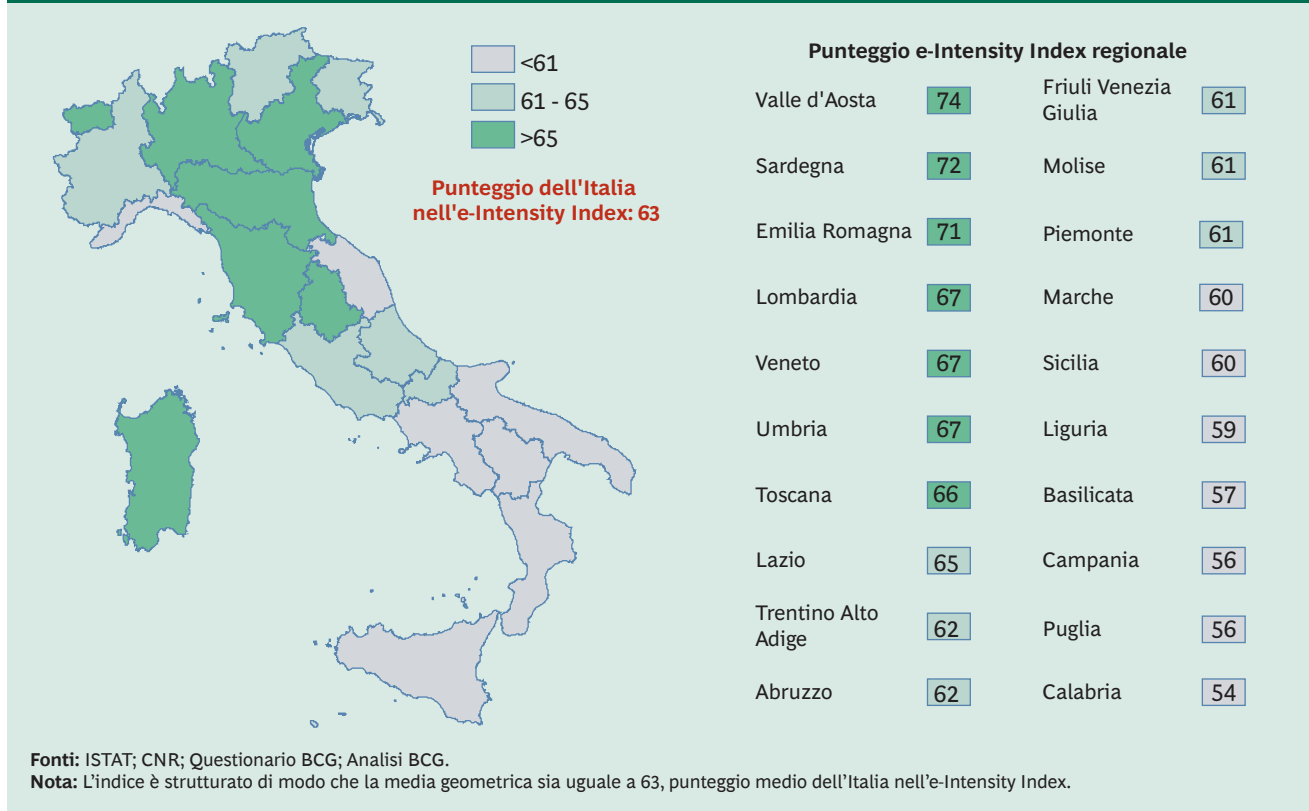 <61
61 - 65
>65
Punteggio dell'Italia
nell'e-Intensity Index: 63
Punteggio e-Intensity Index regionale
Valle d'Aosta 74
Sardegna 72
Emilia Romagna 71
Lombardia 67
Veneto 67
Umbria 67
Toscana 66
Lazio 65
Trentino Alto
Adige 62
Abruzzo 62
Friuli Venezia
Giulia 61
Molise 61
Piemonte 61
Marche 60
Sicilia 60
Liguria 59
Basilicata 57
Campania 56
Puglia 56
Calabria 54
Fonti: ISTAT; CNR; Questionario BCG; Analisi BCG.
Nota: L’indice è strutturato di modo che la media geometrica sia uguale a 63, punteggio medio dell’Italia nell’e-Intensity Index.